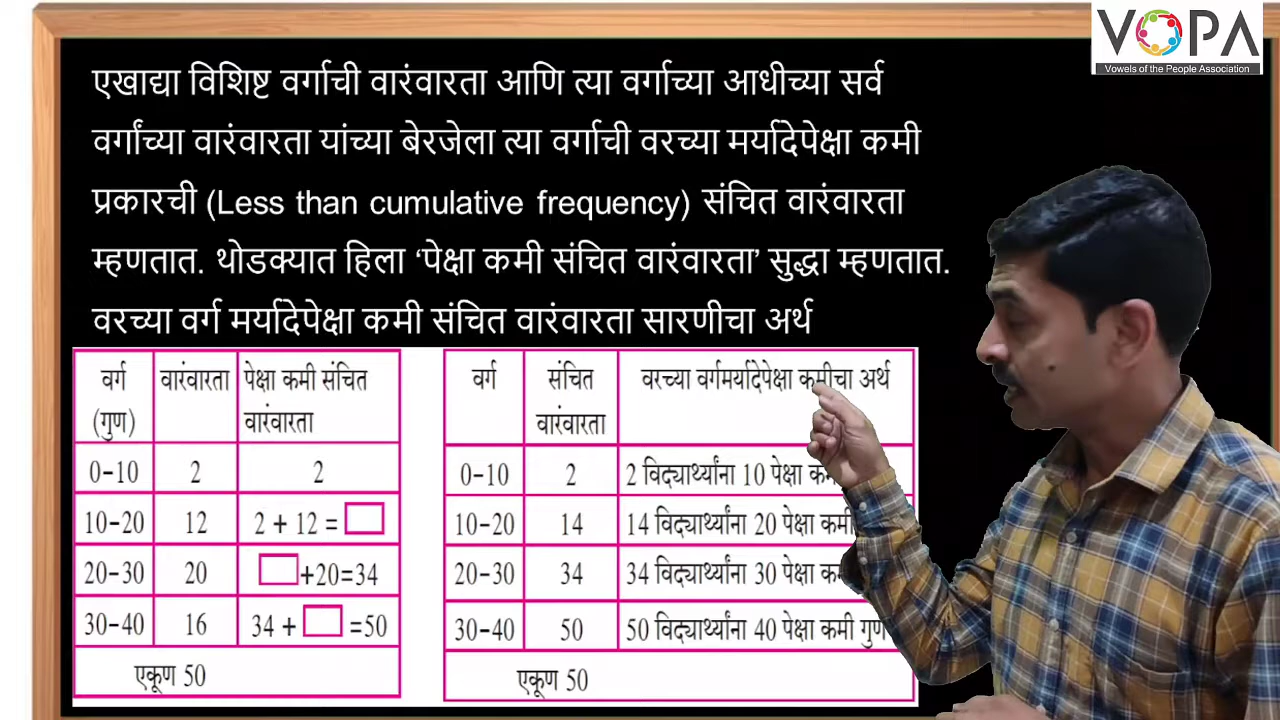 VOPA
Vowels of the People Association
एखाद्या विशिष्ट वर्गाची वारंवारता आणि त्या वर्गाच्या आधीच्या सर्व
वर्गांच्या वारंवारता यांच्या बेरजेला त्या वर्गाची वरच्या मर्यादेपेक्षा कमी
प्रकारची (Less than cumulative frequency) संचित वारंवारता
म्हणतात. थोडक्यात हिला ‘पेक्षा कमी संचित वारंवारता’ सुद्धा म्हणतात.
वरच्या वर्ग मर्यादेपेक्षा कमी संचित वारंवारता सारणीचा अर्थ
वर्ग (गुण) वारंवारता पेक्षा कमी संचित वारंवारता
0-10 2 2
10-20 12 2 + 12 =
20-30 20 +20=34
30-40 16 34 + =50
एकूण 50
वर्ग संचित वारंवारता वरच्या वर्गमर्यादेपेक्षा कमीचा अर्थ
0-10 2 2 विद्यार्थ्यांना 10 पेक्षा
10-20 14 14 विद्यार्थ्यांना 20 पेक्षा कमी
20-30 34 34 विद्यार्थ्यांना 30 पेक्षा
30-40 50 50 विद्यार्थ्यांना 40 पेक्षा कमी गुण
एकूण 50